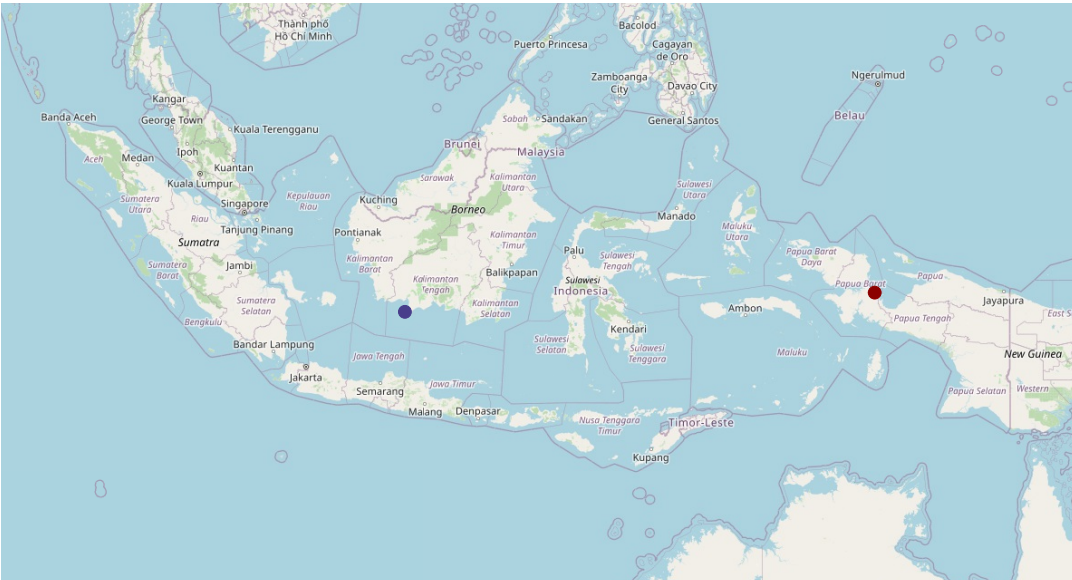 Thành phố
Hồ Chí Minh
Bacolod
Puerto Princesa
Cagayan
de Oro
Zamboanga
City
Davao City
Ngerulmud
Kangar
Banda Aceh
George Town
Kuala Terengganu
Sabah
Sandakan
General Santos
Belau
Brunei
Malaysia
Ipoh
Aceh
Medan
Kuantan
Kuala Lumpur
Sarawak
Kalimantan
Utara
Sulawesi
Utara
Sumatera
Utara
Singapore
Kepulauan
Riau
Kuching
Borneo
Manado
Riau
Tanjung Pinang
Pontianak
Maluku
Utara
Sumatra
Kalimantan
Timur
Palu
Papua Barat
Daya
Sumatera
Barat
Jambi
Kalimantan
Barat
Balikpapan
Sulawesi
Tengah
Papua
Kalimantan
Tengah
Sulawesi
Indonesia
Papua Barat
Sumatera
Selatan
Kalimantan
Selatan
Ambon
Jayapura
Bengkulu
Kendari
Papua Tengah
East S
Bandar Lampung
Sulawesi
Selatan
Sulawesi
Tenggara
Jawa Tengah
Maluku
New Guinea
Jakarta
Semarang
Jawa Timur
Papua Selatan
Western
Malang
Denpasar
Nusa Tenggara
Timur
Timor-Leste
Kupang